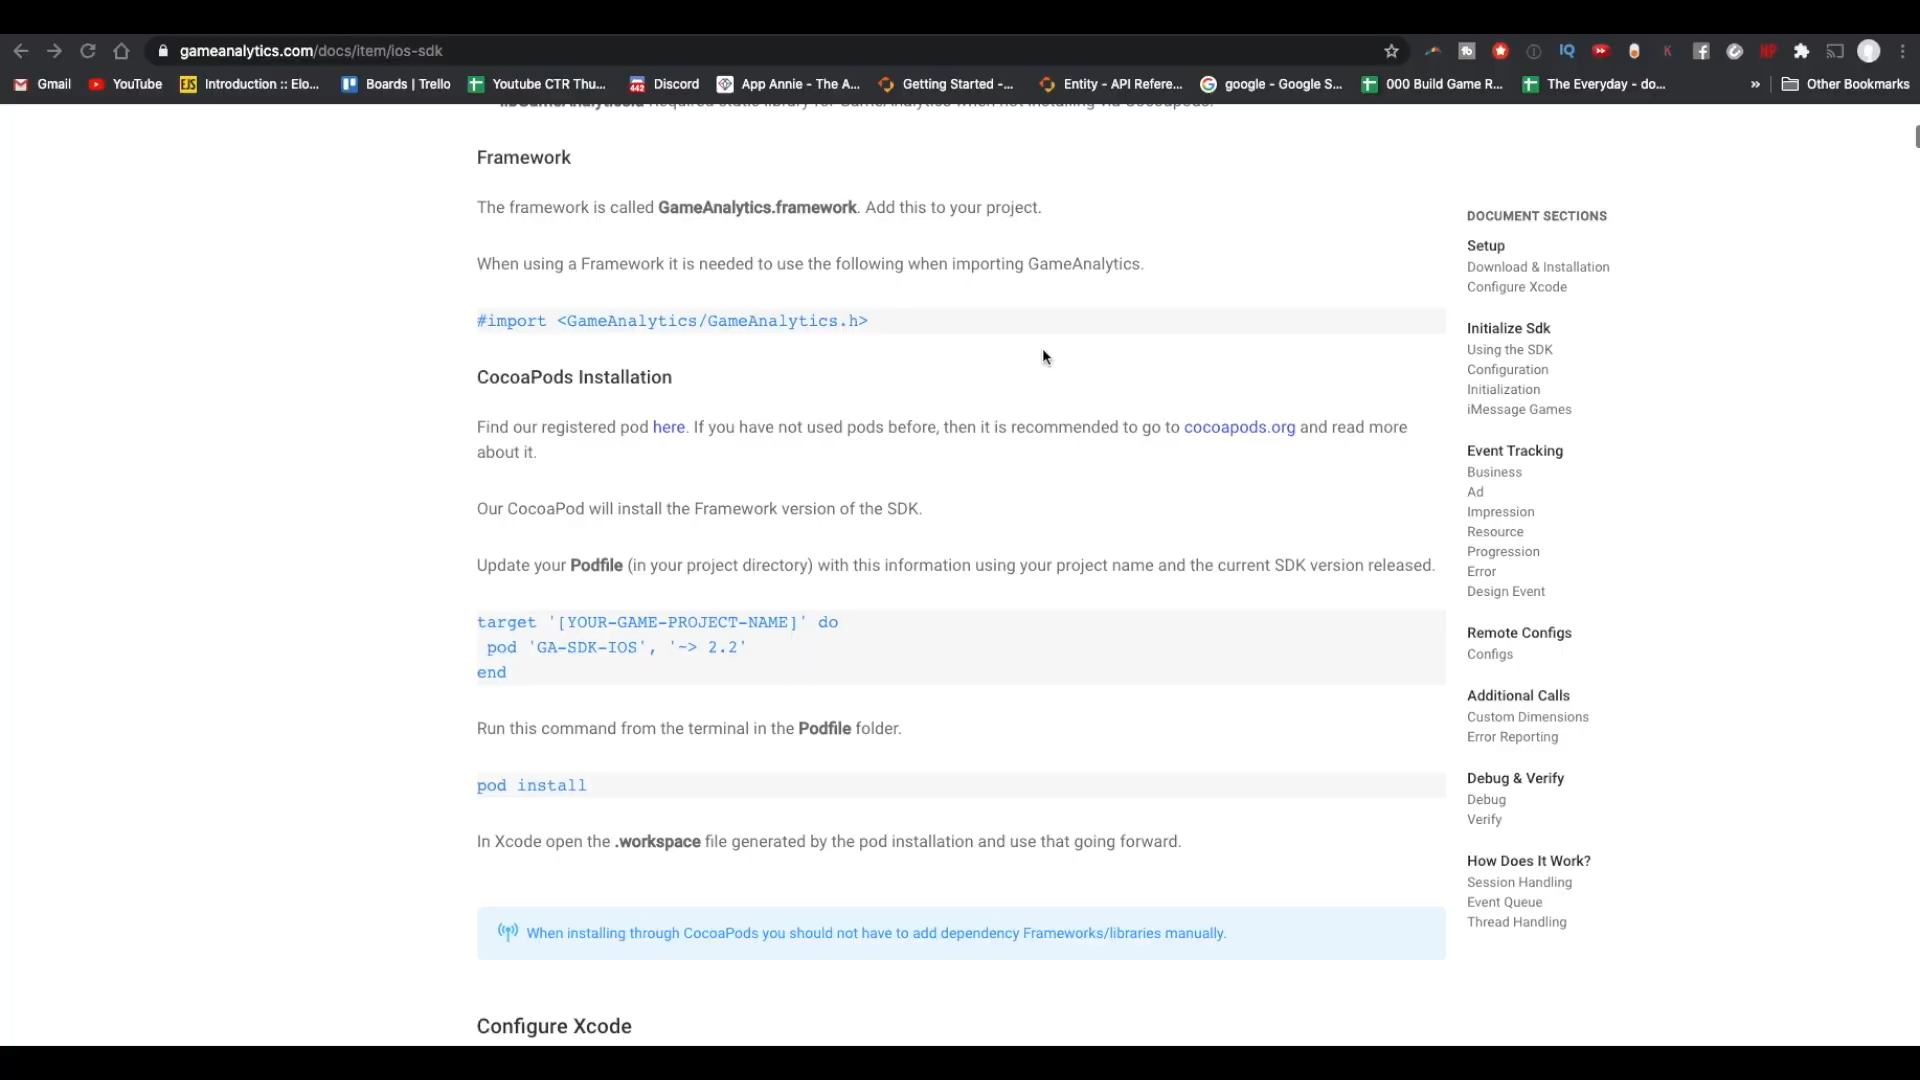 gameanalytics.com/docs/item/ios-sdk
Gmail
YouTube
Introduction :: Elo...
Boards | Trello
Youtube CTR Thu...
Discord
App Annie - The A...
Getting Started -...
Entity - API Refere...
google - Google S...
000 Build Game R...
The Everyday - do...
»
Other Bookmarks
Framework
The framework is called GameAnalytics.framework. Add this to your project.
When using a Framework it is needed to use the following when importing GameAnalytics.
#import <GameAnalytics/GameAnalytics.h>
CocoaPods Installation
Find our registered pod here. If you have not used pods before, then it is recommended to go to cocoapods.org and read more
about it.
Our CocoaPod will install the Framework version of the SDK.
Update your Podfile (in your project directory) with this information using your project name and the current SDK version released.
target '[YOUR-GAME-PROJECT-NAME]' do
pod 'GA-SDK-IOS', '~> 2.2'
end
Run this command from the terminal in the Podfile folder.
pod install
In Xcode open the .workspace file generated by the pod installation and use that going forward.
When installing through CocoaPods you should not have to add dependency Frameworks/libraries manually.
Configure Xcode
DOCUMENT SECTIONS
Setup
Download & Installation
Configure Xcode
Initialize Sdk
Using the SDK
Configuration
Initialization
iMessage Games
Event Tracking
Business
Ad
Impression
Resource
Progression
Error
Design Event
Remote Configs
Configs
Additional Calls
Custom Dimensions
Error Reporting
Debug & Verify
Debug
Verify
How Does It Work?
Session Handling
Event Queue
Thread Handling